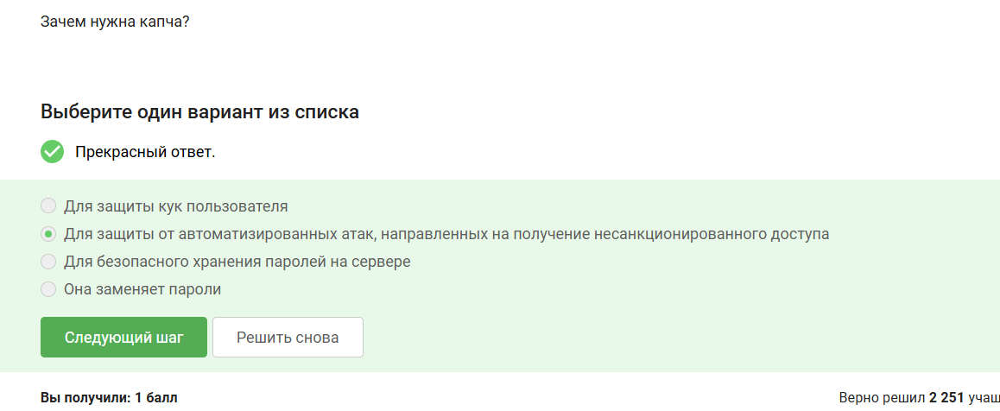 Зачем нужна капча?
Выберите один вариант из списка
Прекрасный ответ.
Для защиты кук пользователя
Для защиты от автоматизированных атак, направленных на получение несанкционированного доступа
Для безопасного хранения паролей на сервере
Она заменяет пароли
Следующий шаг Решить снова
Вы получили: 1 балл Верно решил 2 251